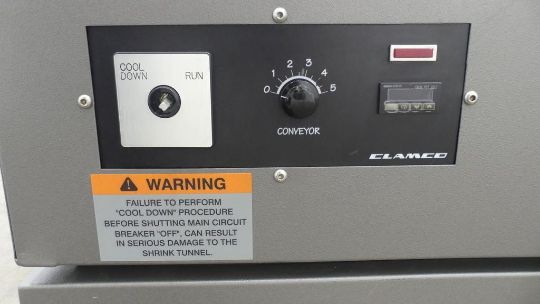 COOL
DOWN
RUN
0 1 2 3 4 5
CONVEYOR
CLAMCO
WARNING
FAILURE TO PERFORM
"COOL DOWN" PROCEDURE
BEFORE SHUTTING MAIN CIRCUIT
BREAKER "OFF", CAN RESULT
IN SERIOUS DAMAGE TO THE
SHRINK TUNNEL.